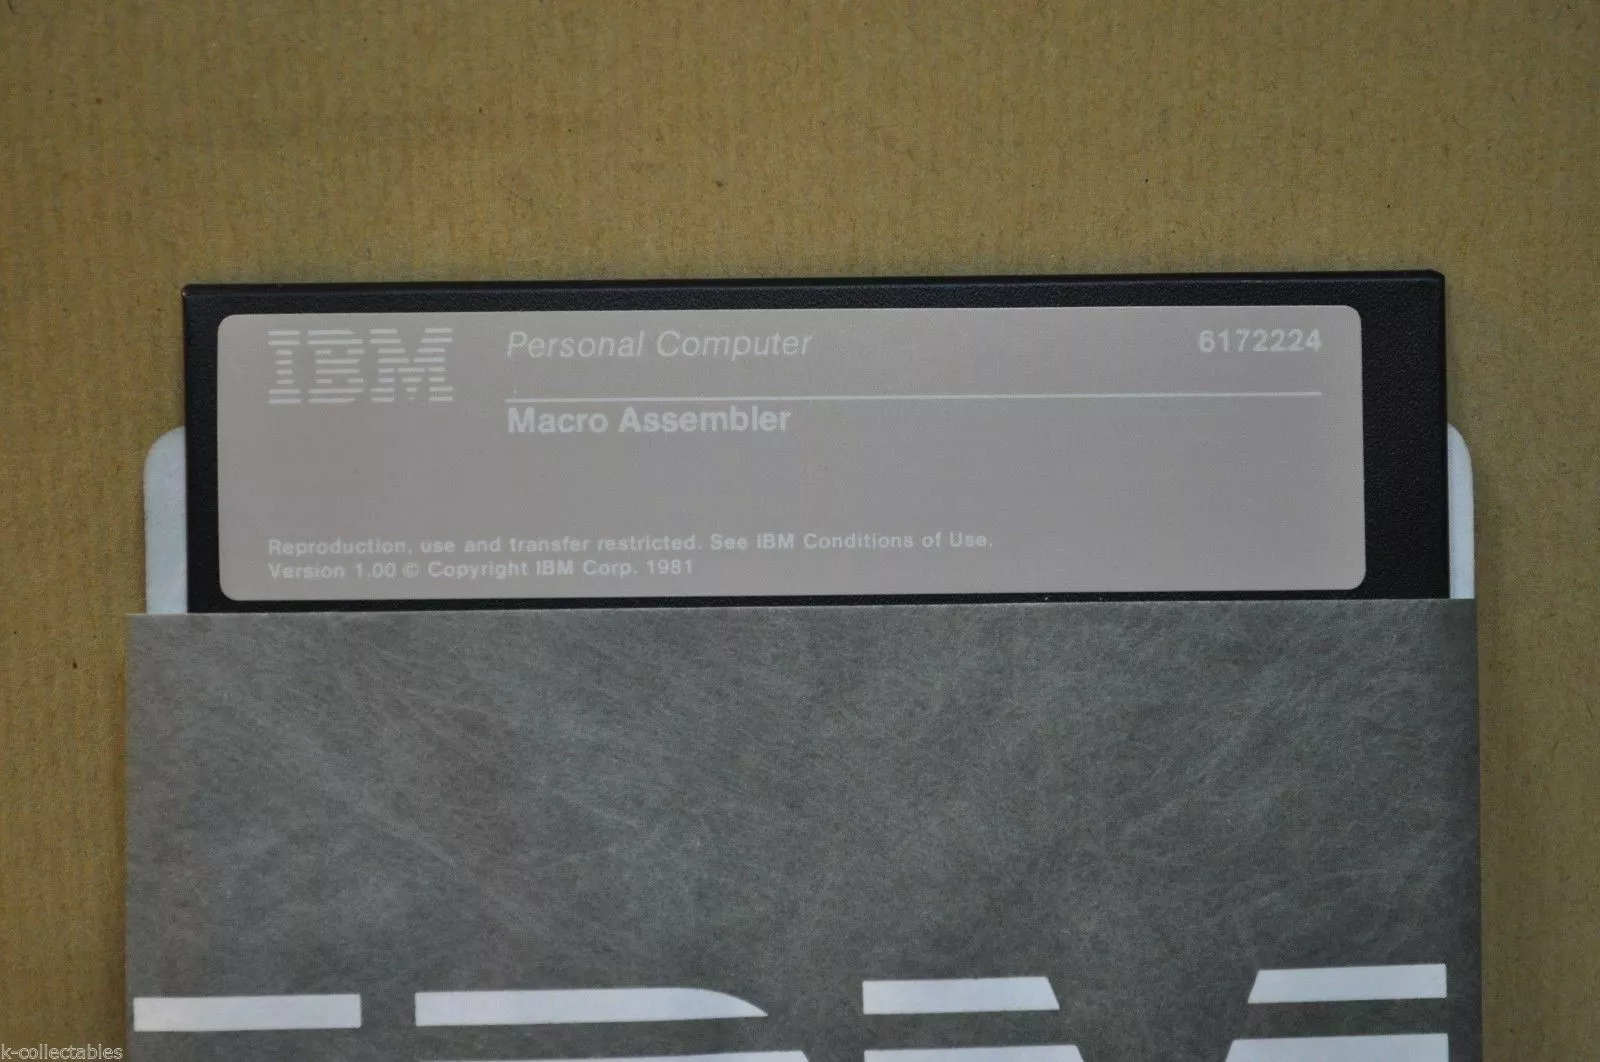 IBM
Personal Computer
6172224
Macro Assembler
Reproduction, use and transfer restricted. See IBM Conditions of Use.
Version 1.00 © Copyright IBM Corp. 1981
IBM
k-collectables